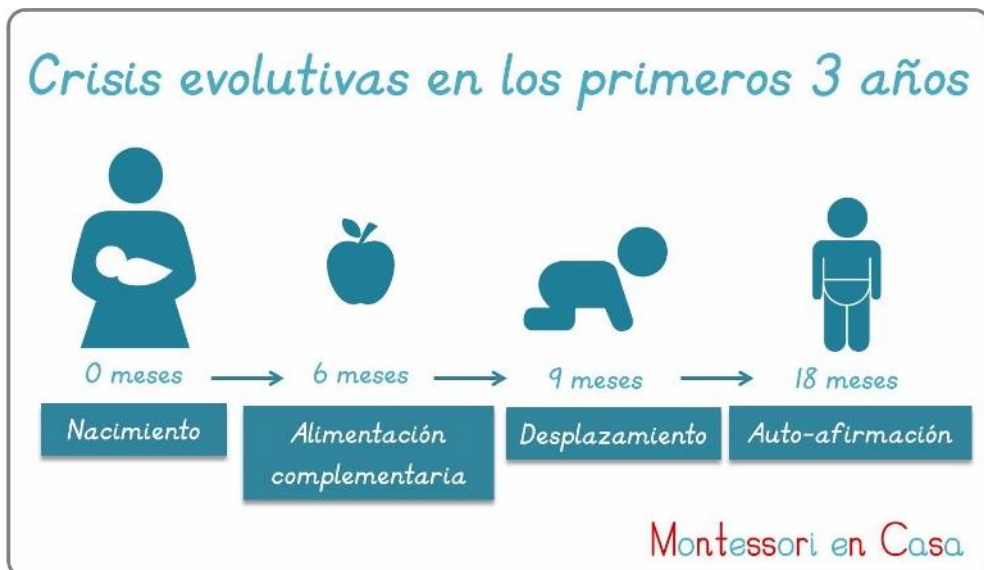 Crisis evolutivas en los primeros 3 años
0 meses
6 meses
9 meses
18 meses
Nacimiento
Alimentación
complementaria
Desplazamiento
Auto-afirmación
Montessori en Casa